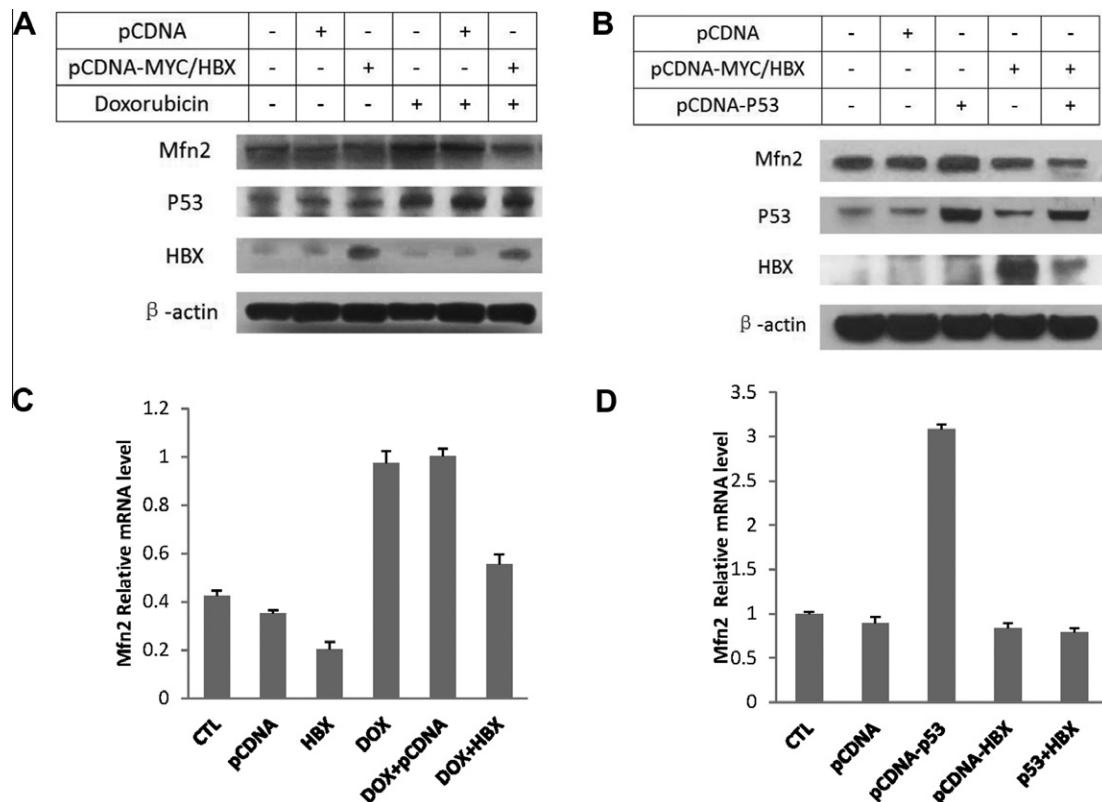 A
pCDNA - + - - + -
pCDNA-MYC/HBX - - + - - +
Doxorubicin - - - + + +
Mfn2
P53
HBX
β-actin
B
pCDNA - + - - -
pCDNA-MYC/HBX - - - + +
pCDNA-P53 - - + - +
Mfn2
P53
HBX
β-actin
C
Mfn2 Relative mRNA level
1.2
1
0.8
0.6
0.4
0.2
0
CTL
pCDNA
HBX
DOX
DOX+pCDNA
DOX+HBX
D
Mfn2 Relative mRNA level
3.5
3
2.5
2
1.5
1
0.5
0
CTL
pCDNA
pCDNA-p53
pCDNA-HBX
p53+HBX